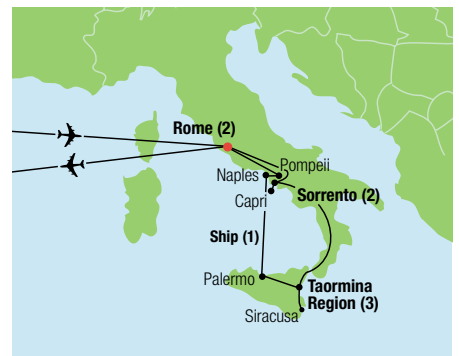 Rome (2)
Pompeii
Naples
Sorrento (2)
Capri
Ship (1)
Palermo
Taormina
Region (3)
Siracusa